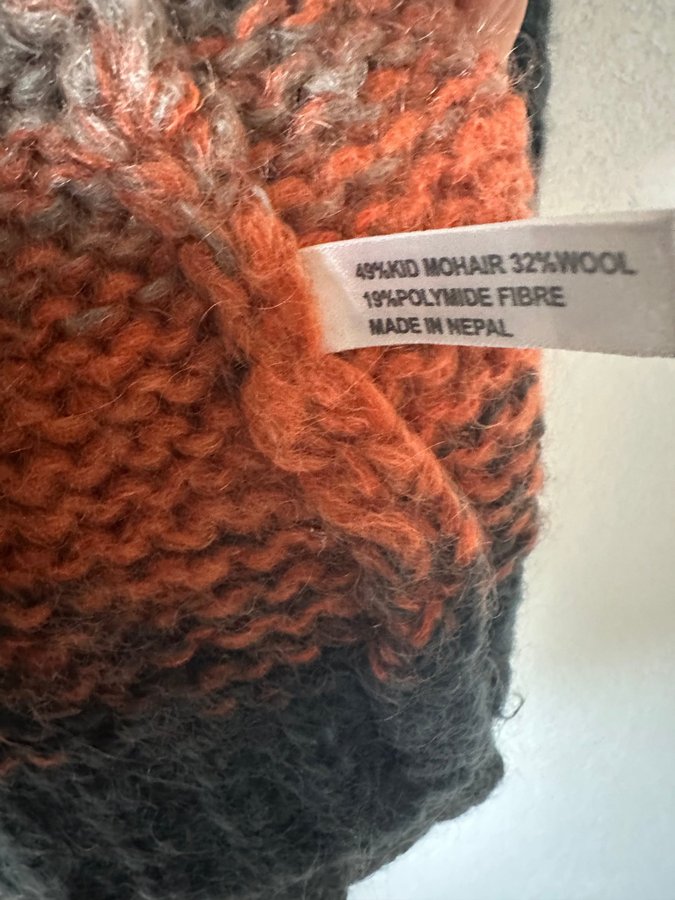 49%KID MOHAIR 32%WOOL
19%POLYMIDE FIBRE
MADE IN NEPAL